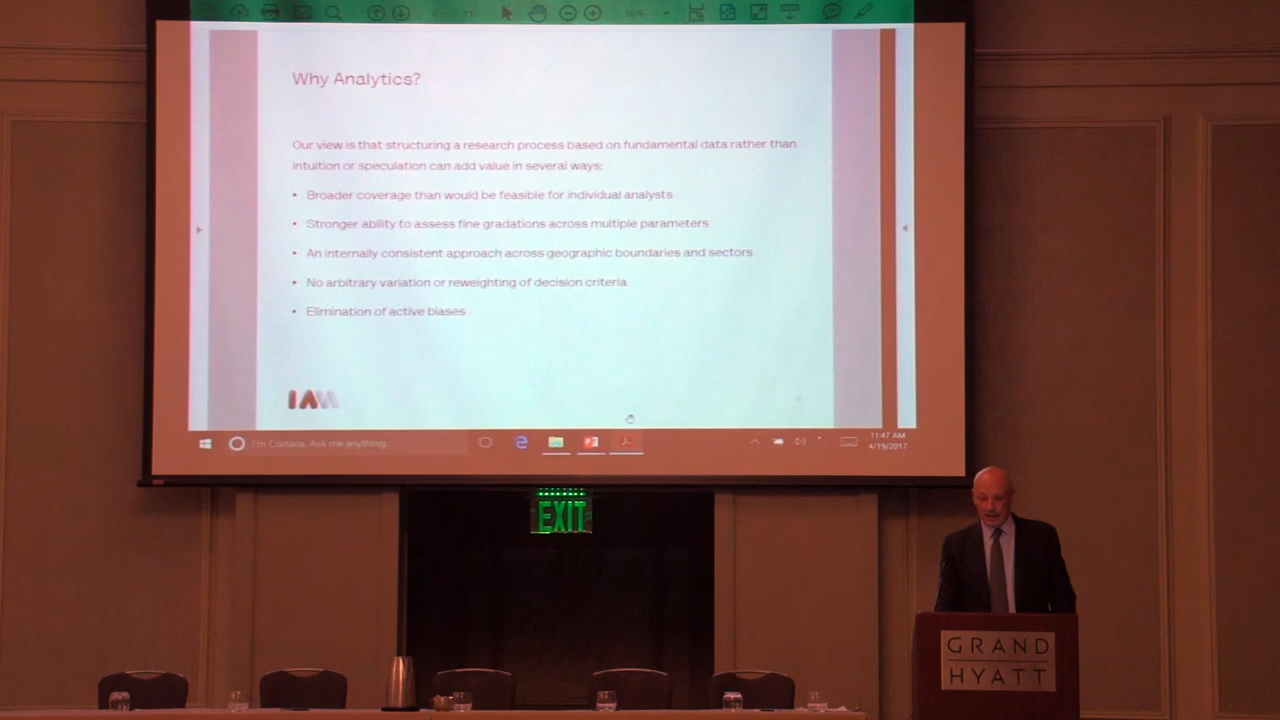 56%
Why Analytics?
Our view is that structuring a research process based on fundamental data rather than
intuition or speculation can add value in several ways:
• Broader coverage than would be feasible for individual analysts
• Stronger ability to assess fine gradations across multiple parameters
• An internally consistent approach across geographic boundaries and sectors
• No arbitrary variation or reweighting of decision criteria
• Elimination of active biases
IAM
I'm Cortana. Ask me anything.
11:47 AM
4/19/2017
EXIT
GRAND
HYATT